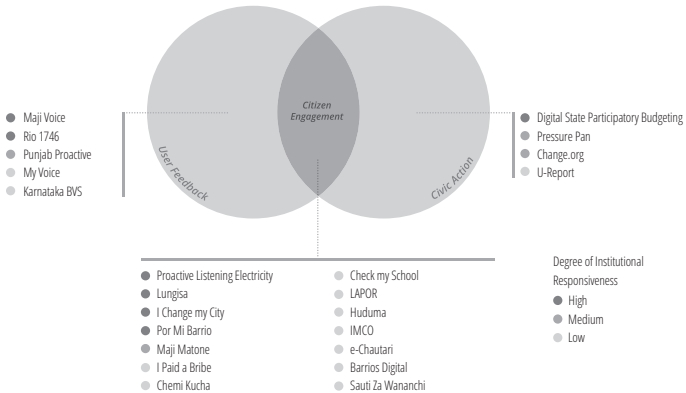 Citizen
Engagement
User Feedback
Civic Action
Maji Voice
Rio 1746
Punjab Proactive
My Voice
Karnataka BVS
Digital State Participatory Budgeting
Pressure Pan
Change.org
U-Report
Proactive Listening Electricity
Lungisa
I Change my City
Por Mi Barrio
Maji Matone
I Paid a Bribe
Chemi Kucha
Check my School
LAPOR
Huduma
IMCO
e-Chautari
Barrios Digital
Sauti Za Wananchi
Degree of Institutional
Responsiveness
High
Medium
Low